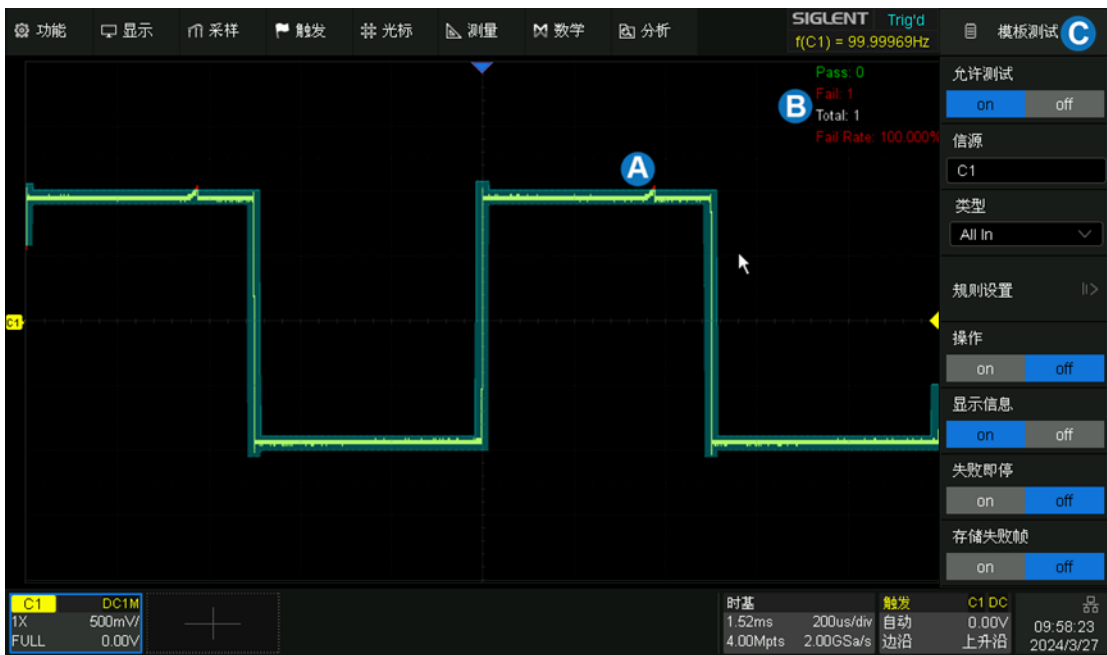 功能 显示 采样 触发 光标 测量 数学 分析 SIGLENT Trig'd 模板测试 C
f(C1) = 99.99969Hz
Pass: 0
Fail: 1
B
Total: 1
Fail Rate: 100.000%
A
C1
允许测试
on off
信源
C1
类型
All In
规则设置
操作
on off
显示信息
on off
失败即停
on off
存储失败帧
on off
C1 DC1M
1X 500mV/
FULL 0.00V
时基
1.52ms 200us/div
4.00Mpts 2.00GSa/s
触发 C1 DC
自动 0.00V
边沿 上升沿
09:58:23
2024/3/27